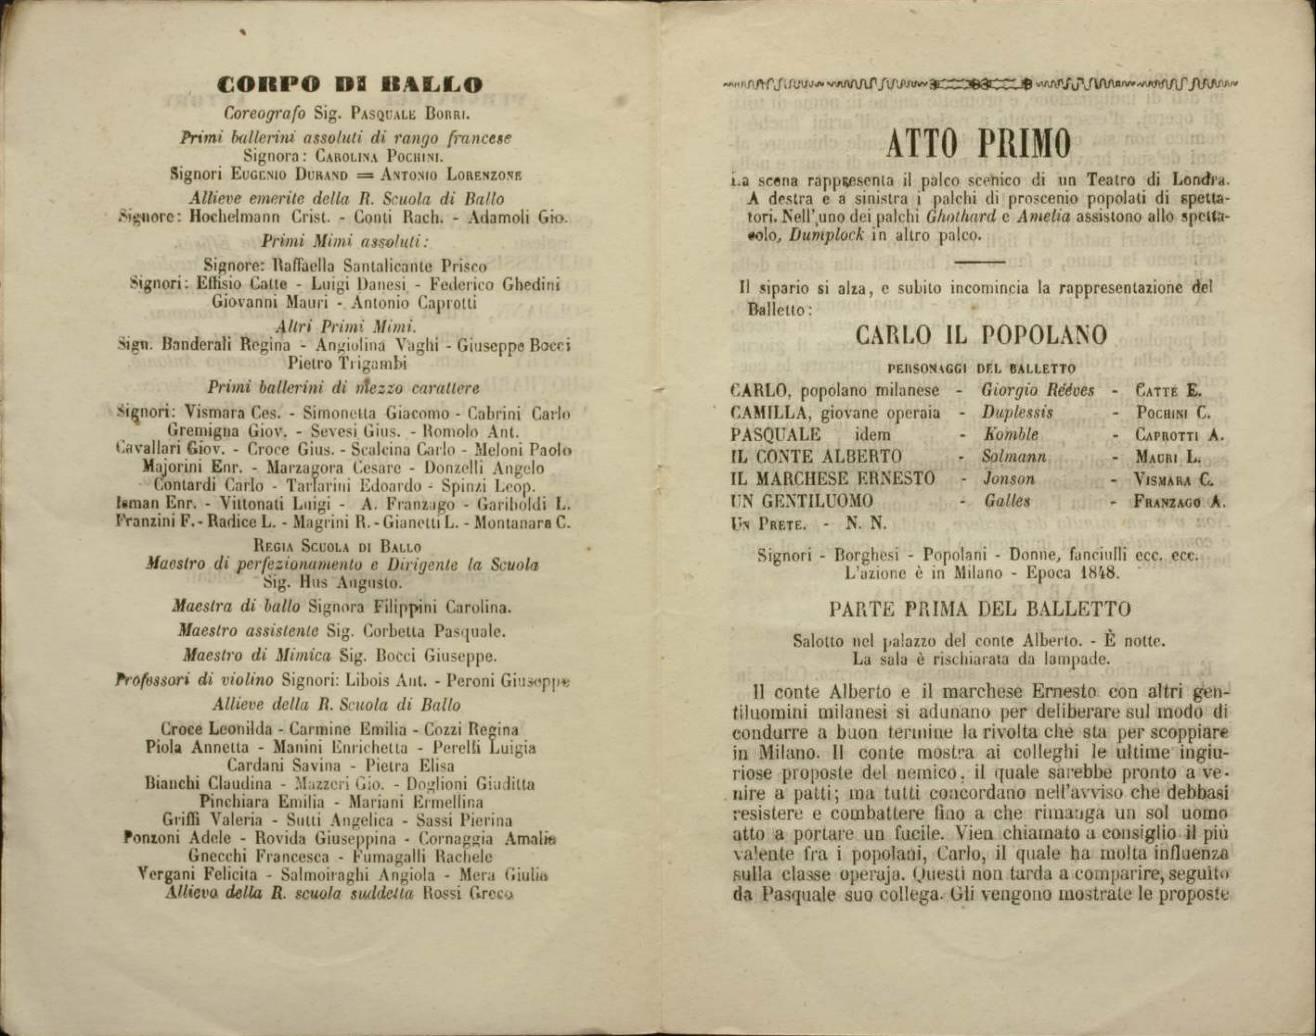 CORPO DI BALLO
Coreografo Sig. PASQUALE BORRI.
Primi ballerini assoluti di rango francese
Signora: CAROLINA POCHINI.
Signori EUGENIO DURAND = ANTONIO LORENZONE
Allieve emerite della R. Scuola di Ballo
Signore: Hochelmann Crist. - Conti Rach. - Adamoli Gio.
Primi Mimi assoluti:
Signore: Raffaella Santalicante Prisco
Signori: Effisio Catte - Luigi Danesi - Federico Ghedini
Giovanni Mauri - Antonio Caprotti
Altri Primi Mimi.
Sign. Banderali Regina - Angiolina Vaghi - Giuseppe Bocci
Pietro Trigambi
Primi ballerini di mezzo carattere
Signori: Vismara Ces. - Simonetta Giacomo - Cabrini Carlo
Gremigna Giov. - Sevesi Gius. - Romolo Ant.
Cavallari Giov. - Croce Gius. - Scalcina Carlo - Meloni Paolo
Majorini Enr. - Marzagora Cesare - Donzelli Angelo
Contardi Carlo - Tarlarini Edoardo - Spinzi Leop.
Isman Enr. - Vittonati Luigi - A. Franzago - Gariboldi L.
Franzini F. - Radice L. - Magrini R. - Gianetti L. - Montanara C.
REGIA SCUOLA DI BALLO
Maestro di perfezionamento e Dirigente la Scuola
Sig. Hus Augusto.
Maestra di ballo Signora Filippini Carolina.
Maestro assistente Sig. Corbetta Pasquale.
Maestro di Mimica Sig. Bocci Giuseppe.
Professori di violino Signori: Libois Ant. - Peroni Giuseppe
Allieve della R. Scuola di Ballo
Croce Leonilda - Carmine Emilia - Cozzi Regina
Piola Annetta - Manini Enrichetta - Perelli Luigia
Cardani Savina - Pietra Elisa
Bianchi Claudina - Mazzeri Gio. - Doglioni Giuditta
Pinchiara Emilia - Mariani Ermellina
Griffi Valeria - Sutti Angelica - Sassi Pierina
Ponzoni Adele - Rovida Giuseppina - Cornaggia Amalia
Gnecchi Francesca - Fumagalli Rachele
Vergani Felicita - Salmoiraghi Angiola - Mera Giulia
Allievo della R. scuola suddetta Rossi Greco
ATTO PRIMO
La scena rappresenta il palco scenico di un Teatro di Londra.
A destra e a sinistra i palchi di proscenio popolati di spetta-
tori. Nell'uno dei palchi Ghothard e Amelia assistono allo spetta-
colo, Dumplock in altro palco.
Il sipario si alza, e subito incomincia la rappresentazione del
Balletto:
CARLO IL POPOLANO
PERSONAGGI DEL BALLETTO
CARLO, popolano milanese - Giorgio Rééves - CATTE E.
CAMILLA, giovane operaia - Duplessis - POCHINI C.
PASQUALE idem - Komble - CAPROTTI A.
IL CONTE ALBERTO - Solmann - MAURI L.
IL MARCHESE ERNESTO - Jonson - VISMARA C.
UN GENTILUOMO - Galles - FRANZAGO A.
UN PRETE. - N. N.
Signori - Borghesi - Popolani - Donne, fanciulli ecc. ecc.
L'azione è in Milano - Epoca 1848.
PARTE PRIMA DEL BALLETTO
Salotto nel palazzo del conte Alberto. - È notte.
La sala è rischiarata da lampade.
Il conte Alberto e il marchese Ernesto con altri gen-
tiluomini milanesi si adunano per deliberare sul modo di
condurre a buon termine la rivolta che sta per scoppiare
in Milano. Il conte mostra ai colleghi le ultime ingiu-
riose proposte del nemico, il quale sarebbe pronto a ve-
nire a patti; ma tutti concordano nell'avviso che debbasi
resistere e combattere fino a che rimanga un sol uomo
atto a portare un fucile. Vien chiamato a consiglio il più
valente fra i popolani, Carlo, il quale ha molta influenza
sulla classe operaja. Questi non tarda a comparire, seguito
da Pasquale suo collega. Gli vengono mostrate le proposte